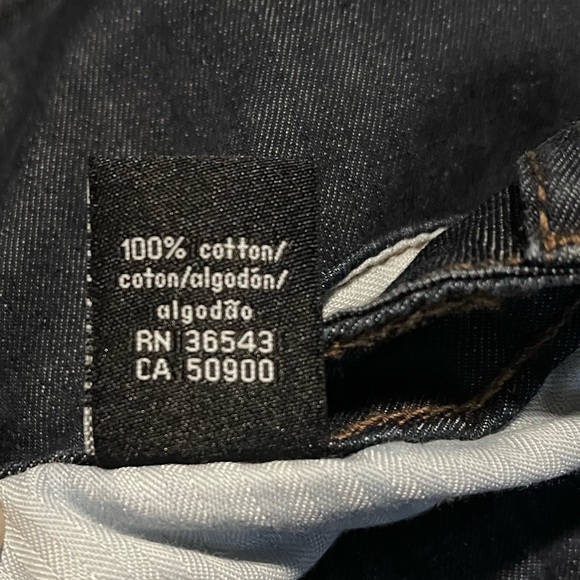 100% cotton/
coton/algodón/
algodão
RN 36543
CA 50900